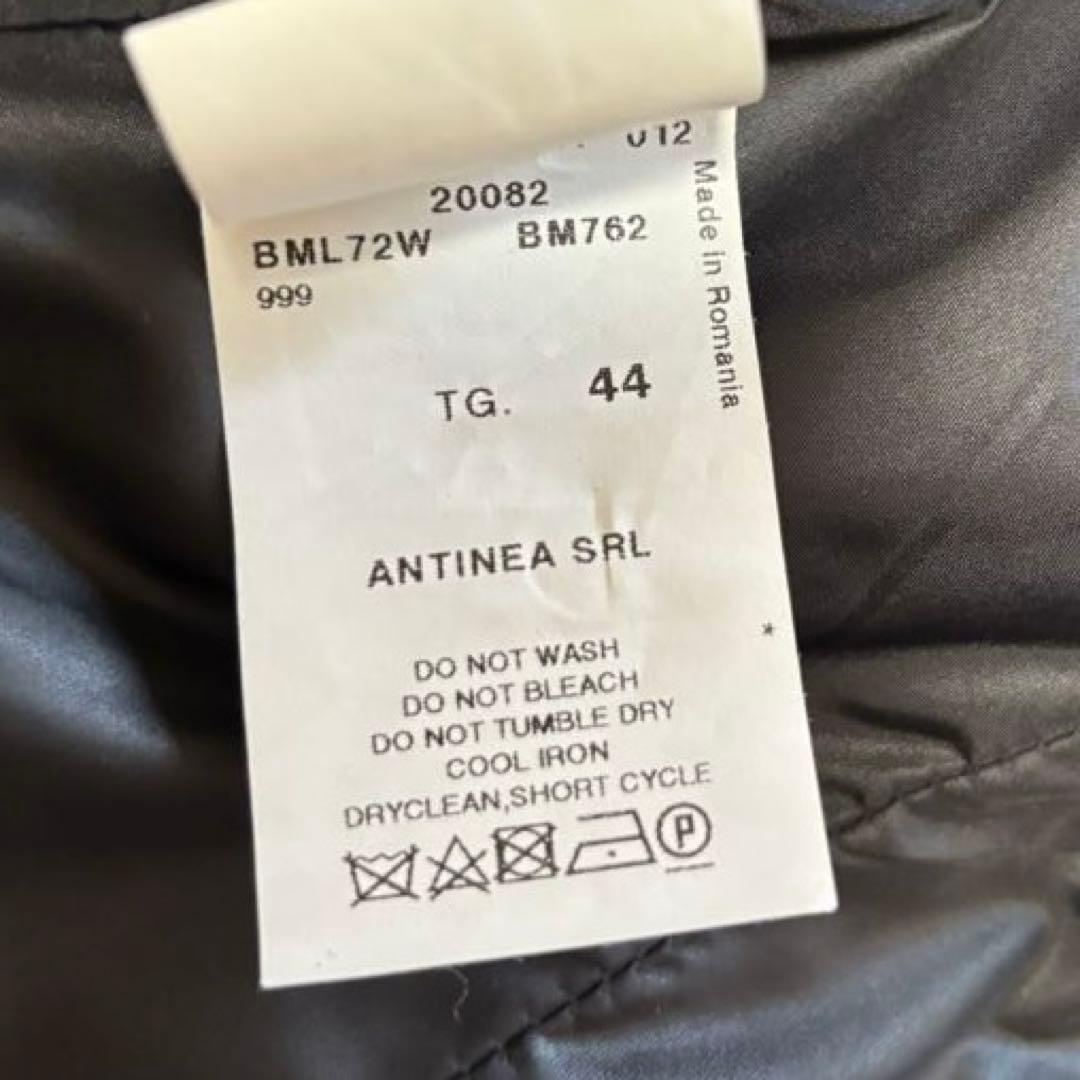 012
20082
BML72W BM762
999
Made in Romania
TG. 44
ANTINEA SRL
*
DO NOT WASH
DO NOT BLEACH
DO NOT TUMBLE DRY
COOL IRON
DRYCLEAN,SHORT CYCLE
P